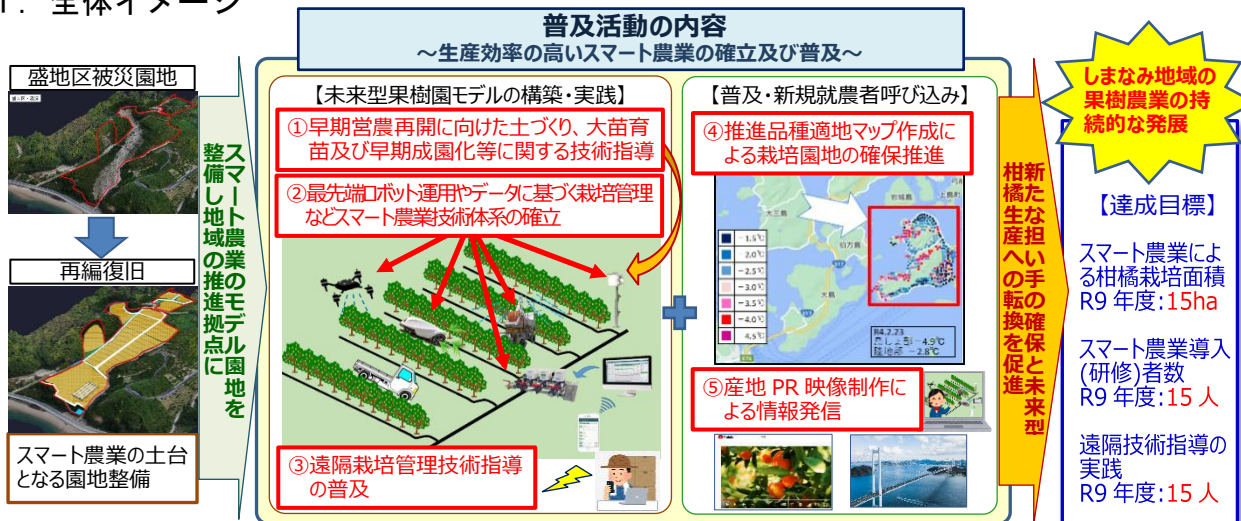 1. 全体イメージ
普及活動の内容
～生産効率の高いスマート農業の確立及び普及～
盛地区被災園地
再編復旧
スマート農業の土台
となる園地整備
スマート農業のモデル園地を
整備し地域の推進拠点に
【未来型果樹園モデルの構築・実践】
①早期営農再開に向けた土づくり、大苗育
苗及び早期成園化等に関する技術指導
②最先端ロボット運用やデータに基づく栽培管理
などスマート農業技術体系の確立
③遠隔栽培管理技術指導
の普及
【普及・新規就農者呼び込み】
④推進品種適地マップ作成に
よる栽培園地の確保推進
大三島
伯方島
大島
上島町
－1.5℃
2.0℃
－2.5℃
－3.0℃
－3.5℃
－4.0℃
4.5℃
R4.2.23
島しょ部 －4.9℃
陸地部 －2.8℃
⑤産地 PR 映像制作に
よる情報発信
新たな担い手の確保と未来型
柑橘生産への転換を促進
しまなみ地域の
果樹農業の持
続的な発展
【達成目標】
スマート農業によ
る柑橘栽培面積
R9 年度:15ha
スマート農業導入
(研修)者数
R9 年度:15 人
遠隔技術指導の
実践
R9 年度:15 人